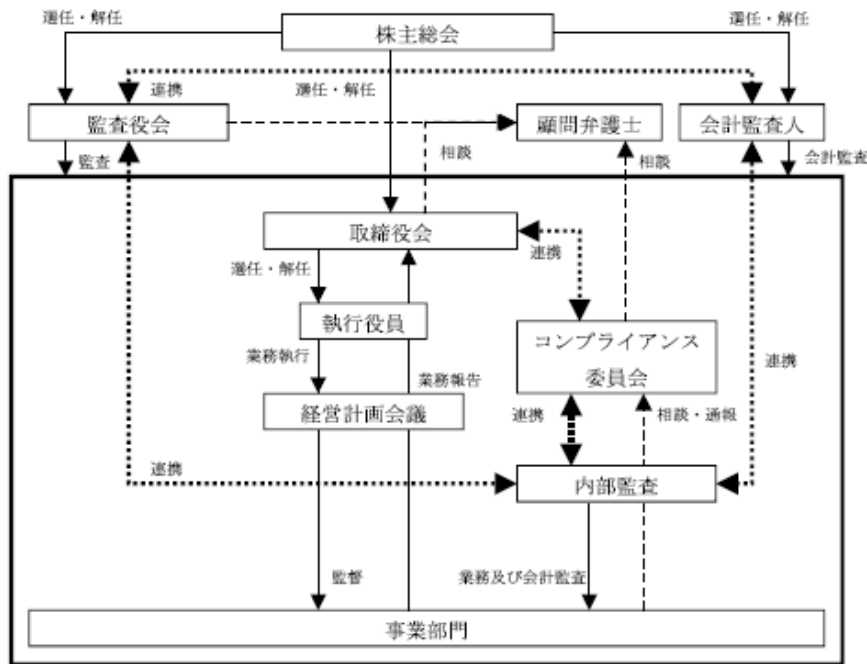 選任・解任
株主総会
選任・解任
連携
選任・解任
監査役会
顧問弁護士
会計監査人
監査
相談
相談
会計監査
取締役会
連携
選任・解任
執行役員
コンプライアンス
委員会
業務執行
業務報告
連携
経営計画会議
連携
相談・通報
連携
内部監査
監督
業務及び会計監査
事業部門